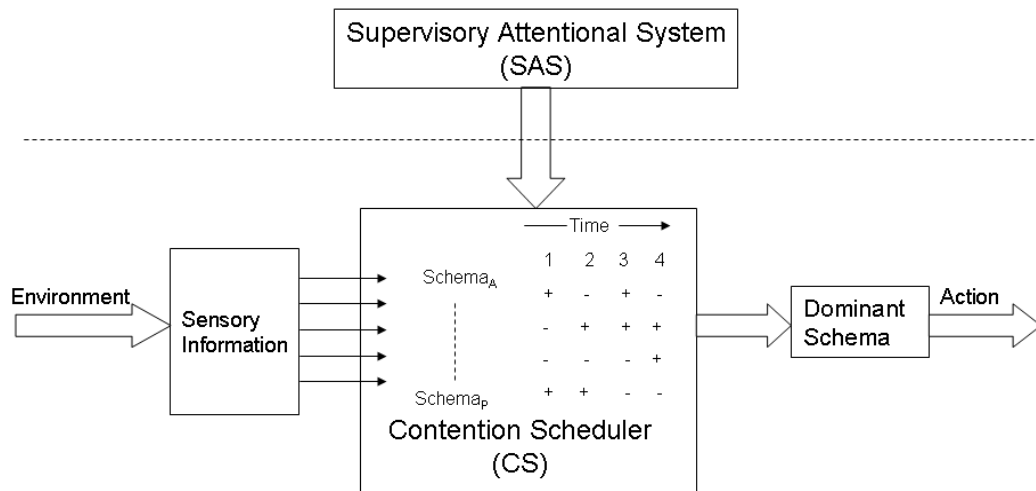 Supervisory Attentional System
(SAS)
Time
1 2 3 4
Schema_A
+ - + -
Environment
Sensory
Information
- + + +
Dominant
Schema
Action
- - - +
Schema_P
+ + - -
Contention Scheduler
(CS)